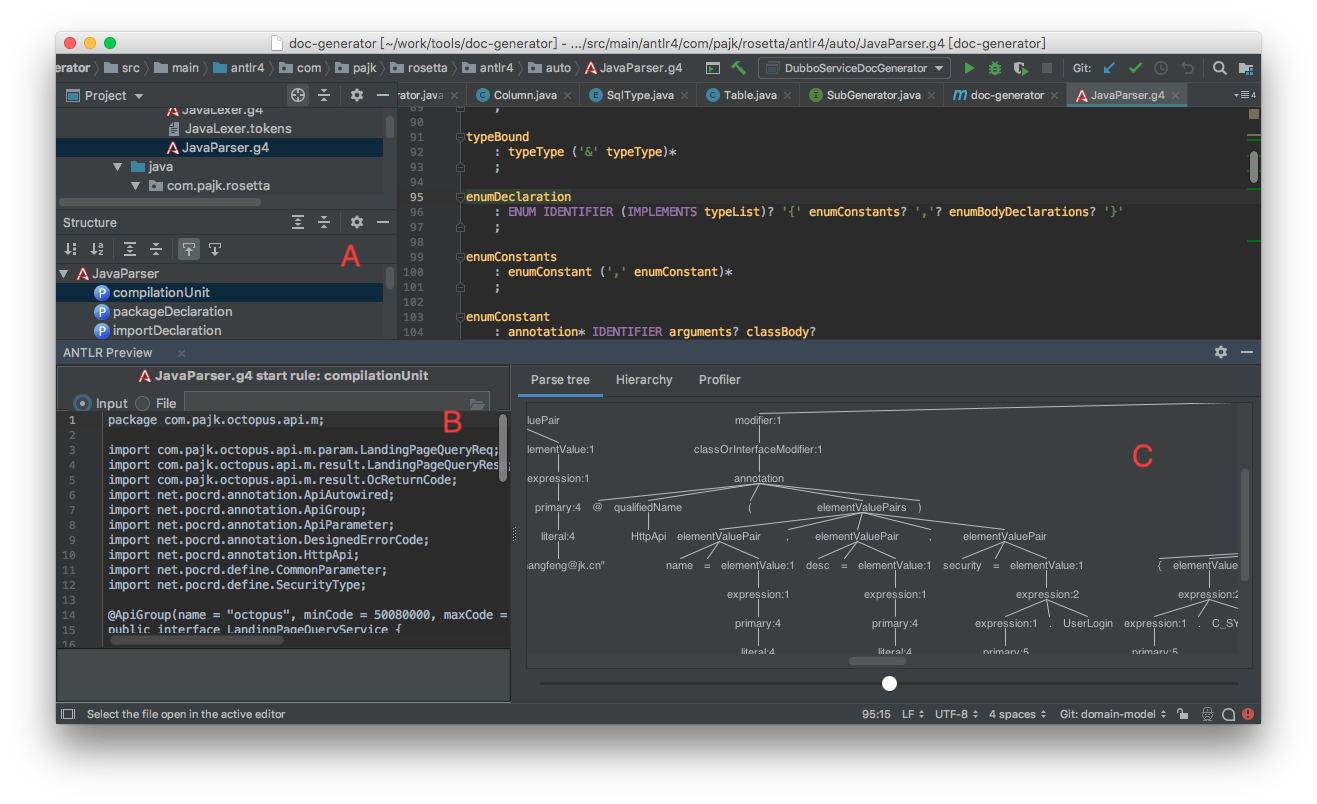 doc-generator [~/work/tools/doc-generator] - .../src/main/antlr4/com/pajk/rosetta/antlr4/auto/JavaParser.g4 [doc-generator]
erator src main antlr4 com pajk rosetta antlr4 auto JavaParser.g4 DubboServiceDocGenerator Git:
Project
rator.java Column.java SqlType.java Table.java SubGenerator.java doc-generator JavaParser.g4 4
JavaLexer.g4
JavaLexer.tokens
JavaParser.g4
java
com.pajk.rosetta
Structure
A
JavaParser
compilationUnit
packageDeclaration
importDeclaration
89 ;
90
91 typeBound
92 : typeType ('&' typeType)*
93 ;
94
95 enumDeclaration
96 : ENUM IDENTIFIER (IMPLEMENTS typeList)? '{' enumConstants? ','? enumBodyDeclarations? '}'
97 ;
98
99 enumConstants
100 : enumConstant (',' enumConstant)*
101 ;
102
103 enumConstant
104 : annotation* IDENTIFIER arguments? classBody?
ANTLR Preview
JavaParser.g4 start rule: compilationUnit
Input File
B
1 package com.pajk.octopus.api.m;
2
3 import com.pajk.octopus.api.m.param.LandingPageQueryReq;
4 import com.pajk.octopus.api.m.result.LandingPageQueryRes
5 import com.pajk.octopus.api.m.result.OcReturnCode;
6 import net.pocrd.annotation.ApiAutowired;
7 import net.pocrd.annotation.ApiGroup;
8 import net.pocrd.annotation.ApiParameter;
9 import net.pocrd.annotation.DesignedErrorCode;
10 import net.pocrd.annotation.HttpApi;
11 import net.pocrd.define.CommonParameter;
12 import net.pocrd.define.SecurityType;
13
14 @ApiGroup(name = "octopus", minCode = 50080000, maxCode =
15 public interface LandingPageQueryService {
16
Parse tree Hierarchy Profiler
C
uePair modifier:1
lementValue:1 classOrInterfaceModifier:1
expression:1 annotation
primary:4 @ qualifiedName ( elementValuePairs )
literal:4 HttpApi elementValuePair , elementValuePair , elementValuePair
angfeng@jk.cn" name = elementValue:1 desc = elementValue:1 security = elementValue:1 { elementValue
expression:1 expression:1 expression:2 expression:2
primary:4 primary:4 expression:1 . UserLogin expression:1 . C_SY
literal:4 literal:4 primary:5 primary:5
Select the file open in the active editor 95:15 LF UTF-8 4 spaces Git: domain-model